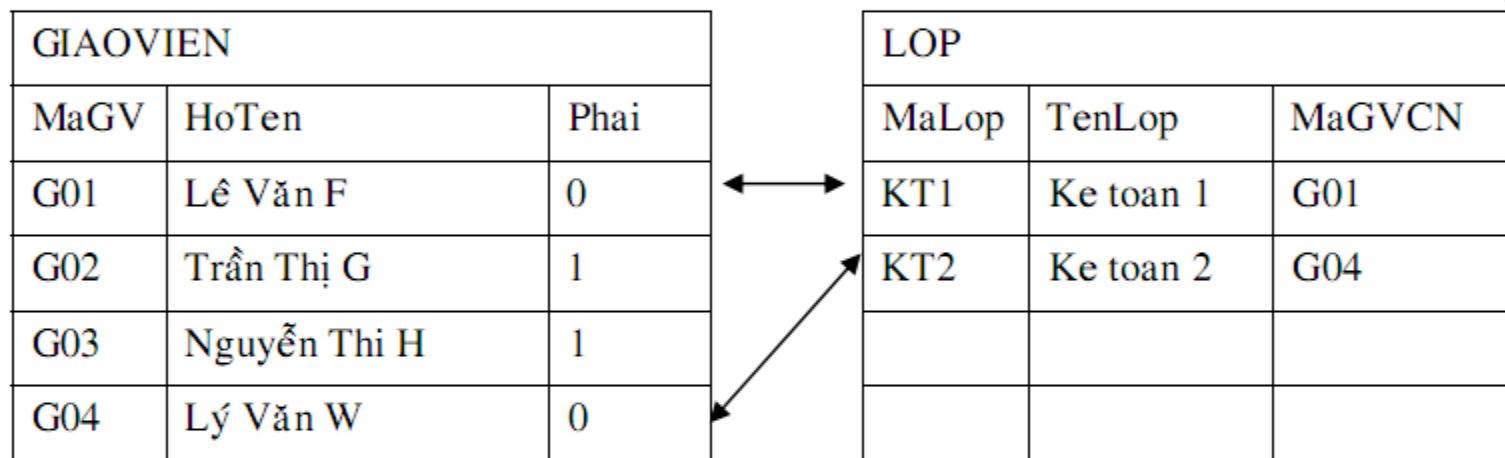 GIAOVIEN
MaGV HoTen Phai
G01 Lê Văn F 0
G02 Trần Thị G 1
G03 Nguyễn Thi H 1
G04 Lý Văn W 0
LOP
MaLop TenLop MaGVCN
KT1 Ke toan 1 G01
KT2 Ke toan 2 G04